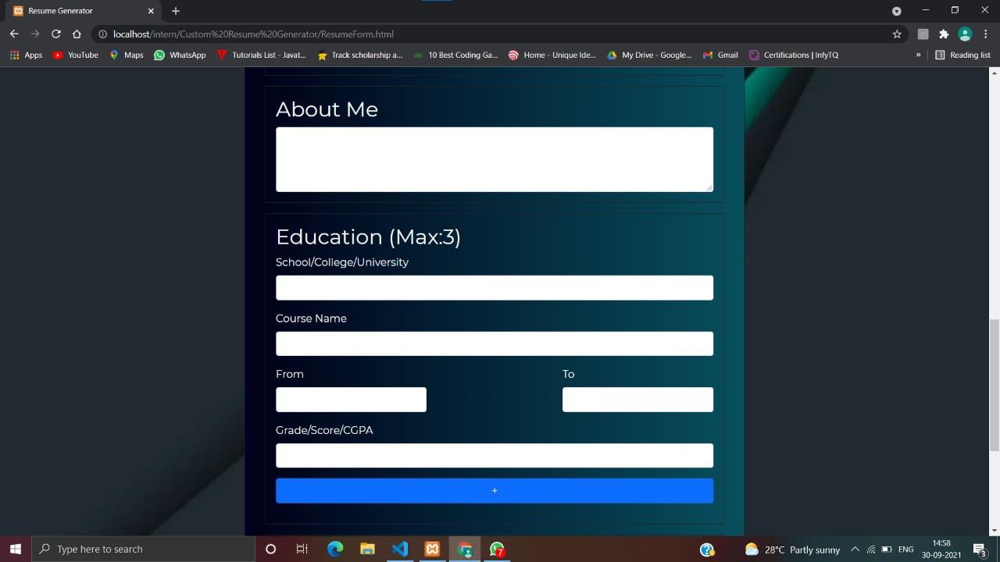 Resume Generator
localhost/intern/Custom%20Resume%20Generator/ResumeForm.html
Apps YouTube Maps WhatsApp Tutorials List - Javat... Track scholarship a... 10 Best Coding Ga... Home - Unique Ide... My Drive - Google... Gmail Certifications | InfyTQ » Reading list
About Me
Education (Max:3)
School/College/University
Course Name
From To
Grade/Score/CGPA
+
Type here to search 7 28°C Partly sunny ENG 14:58
30-09-2021 3